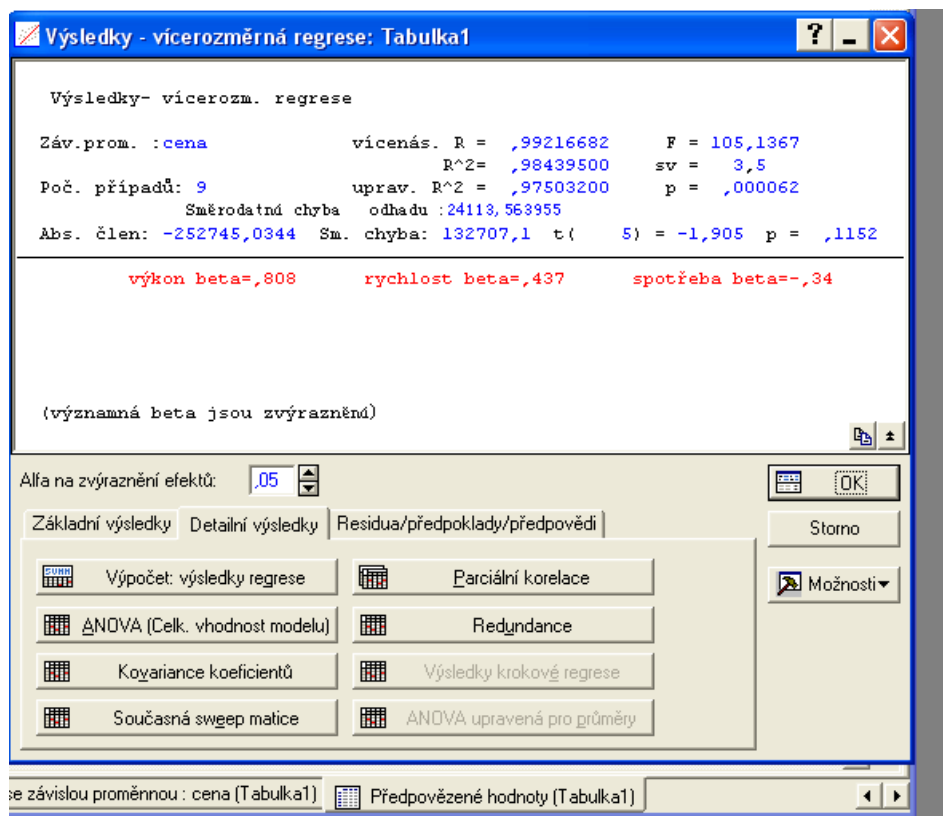 Výsledky - vícerozměrná regrese: Tabulka1
Výsledky- vícerozm. regrese
Záv.prom. :cena vícenás. R = ,99216682 F = 105,1367
R^2= ,98439500 sv = 3,5
Poč. případů: 9 uprav. R^2 = ,97503200 p = ,000062
Směrodatná chyba odhadu :24113,563955
Abs. člen: -252745,0344 Sm. chyba: 132707,1 t( 5) = -1,905 p = ,1152
výkon beta=,808 rychlost beta=,437 spotřeba beta=-,34
(významná beta jsou zvýrazněná)
Alfa na zvýraznění efektů: ,05
OK
Základní výsledky Detailní výsledky Residua/předpoklady/předpovědi
Storno
Výpočet: výsledky regrese Parciální korelace
Možnosti
ANOVA (Celk. vhodnost modelu) Redundance
Kovariance koeficientů Výsledky krokové regrese
Současná sweep matice ANOVA upravená pro průměry
se závislou proměnnou : cena (Tabulka1) Předpovězené hodnoty (Tabulka1)